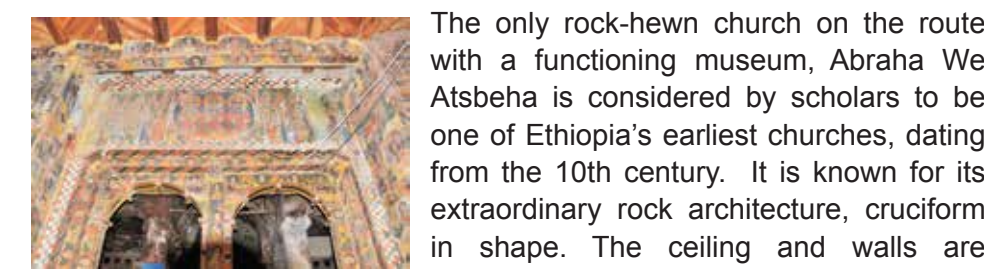 The only rock-hewn church on the route
with a functioning museum, Abraha We
Atsbeha is considered by scholars to be
one of Ethiopia’s earliest churches, dating
from the 10th century.  It is known for its
extraordinary rock architecture, cruciform
in shape. The ceiling and walls are